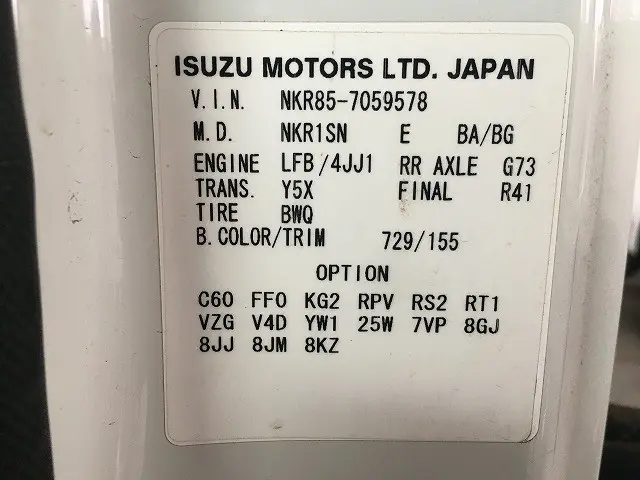 ISUZU MOTORS LTD. JAPAN
V.I.N. NKR85-7059578
M.D. NKR1SN E BA/BG
ENGINE LFB/4JJ1 RR AXLE G73
TRANS. Y5X FINAL R41
TIRE BWQ
B.COLOR/TRIM 729/155
OPTION
C60 FF0 KG2 RPV RS2 RT1
VZG V4D YW1 25W 7VP 8GJ
8JJ 8JM 8KZ